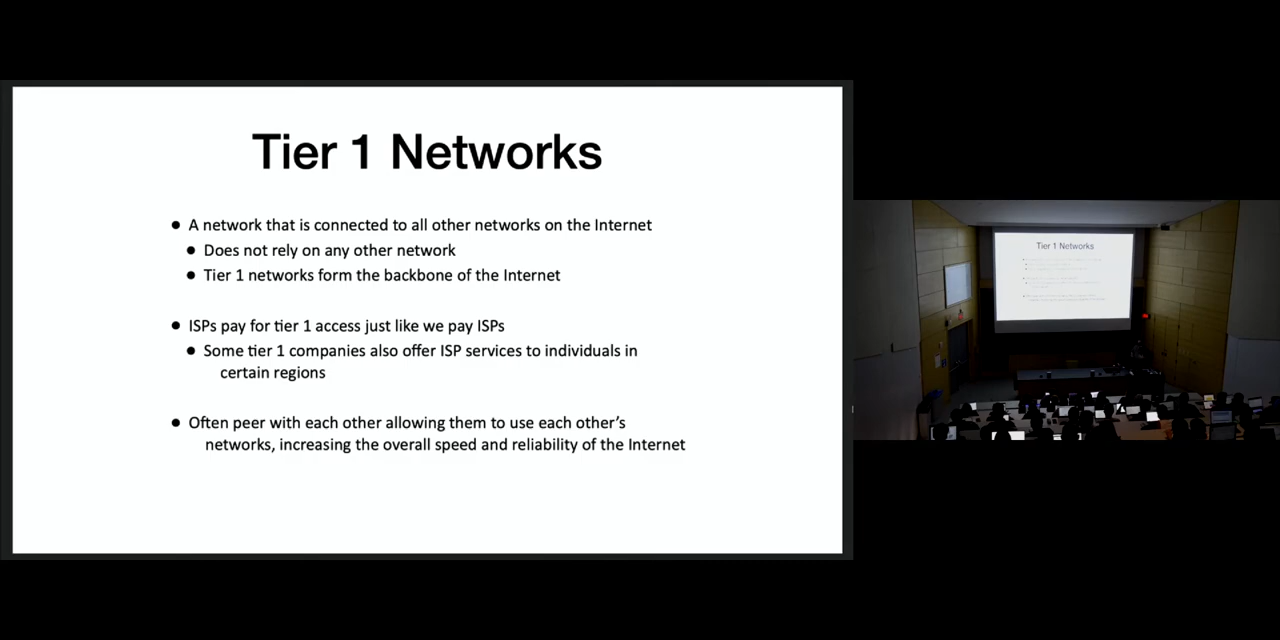 Tier 1 Networks
● A network that is connected to all other networks on the Internet
● Does not rely on any other network
● Tier 1 networks form the backbone of the Internet
● ISPs pay for tier 1 access just like we pay ISPs
● Some tier 1 companies also offer ISP services to individuals in
certain regions
● Often peer with each other allowing them to use each other's
networks, increasing the overall speed and reliability of the Internet
Tier 1 Networks